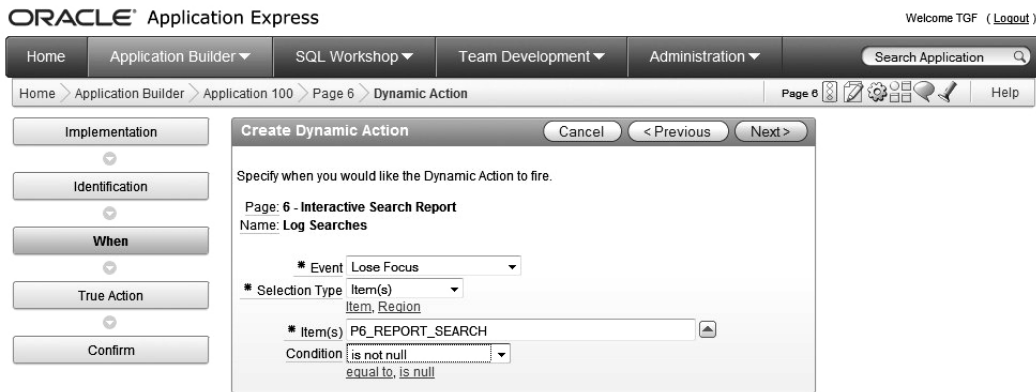 ORACLE® Application Express
Welcome TGF ( Logout )
Home Application Builder SQL Workshop Team Development Administration Search Application
Home Application Builder Application 100 Page 6 Dynamic Action Page 6 Help
Implementation
Identification
When
True Action
Confirm
Create Dynamic Action Cancel < Previous Next >
Specify when you would like the Dynamic Action to fire.
Page: 6 - Interactive Search Report
Name: Log Searches
* Event Lose Focus
* Selection Type Item(s)
Item, Region
* Item(s) P6_REPORT_SEARCH
Condition is not null
equal to, is null